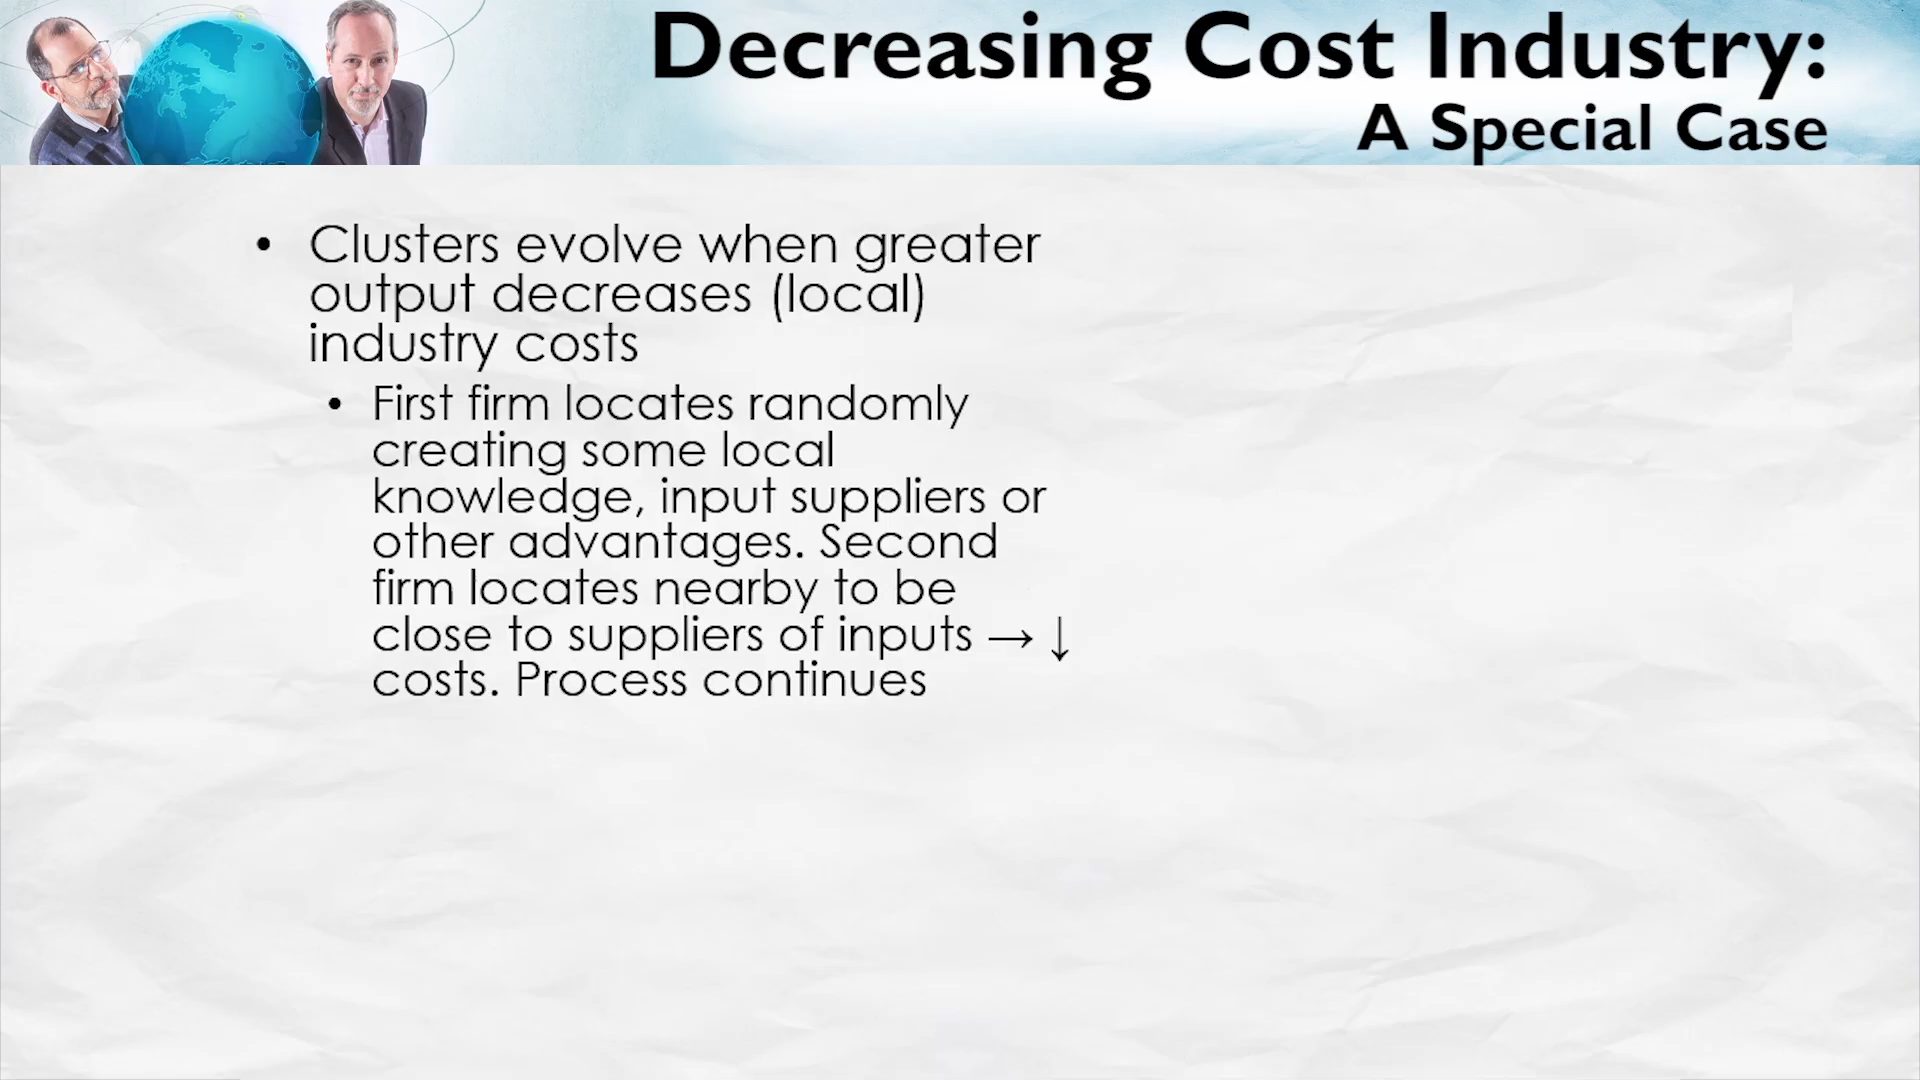 Decreasing Cost Industry:
A Special Case
• Clusters evolve when greater
output decreases (local)
industry costs
• First firm locates randomly
creating some local
knowledge, input suppliers or
other advantages. Second
firm locates nearby to be
close to suppliers of inputs → ↓
costs. Process continues